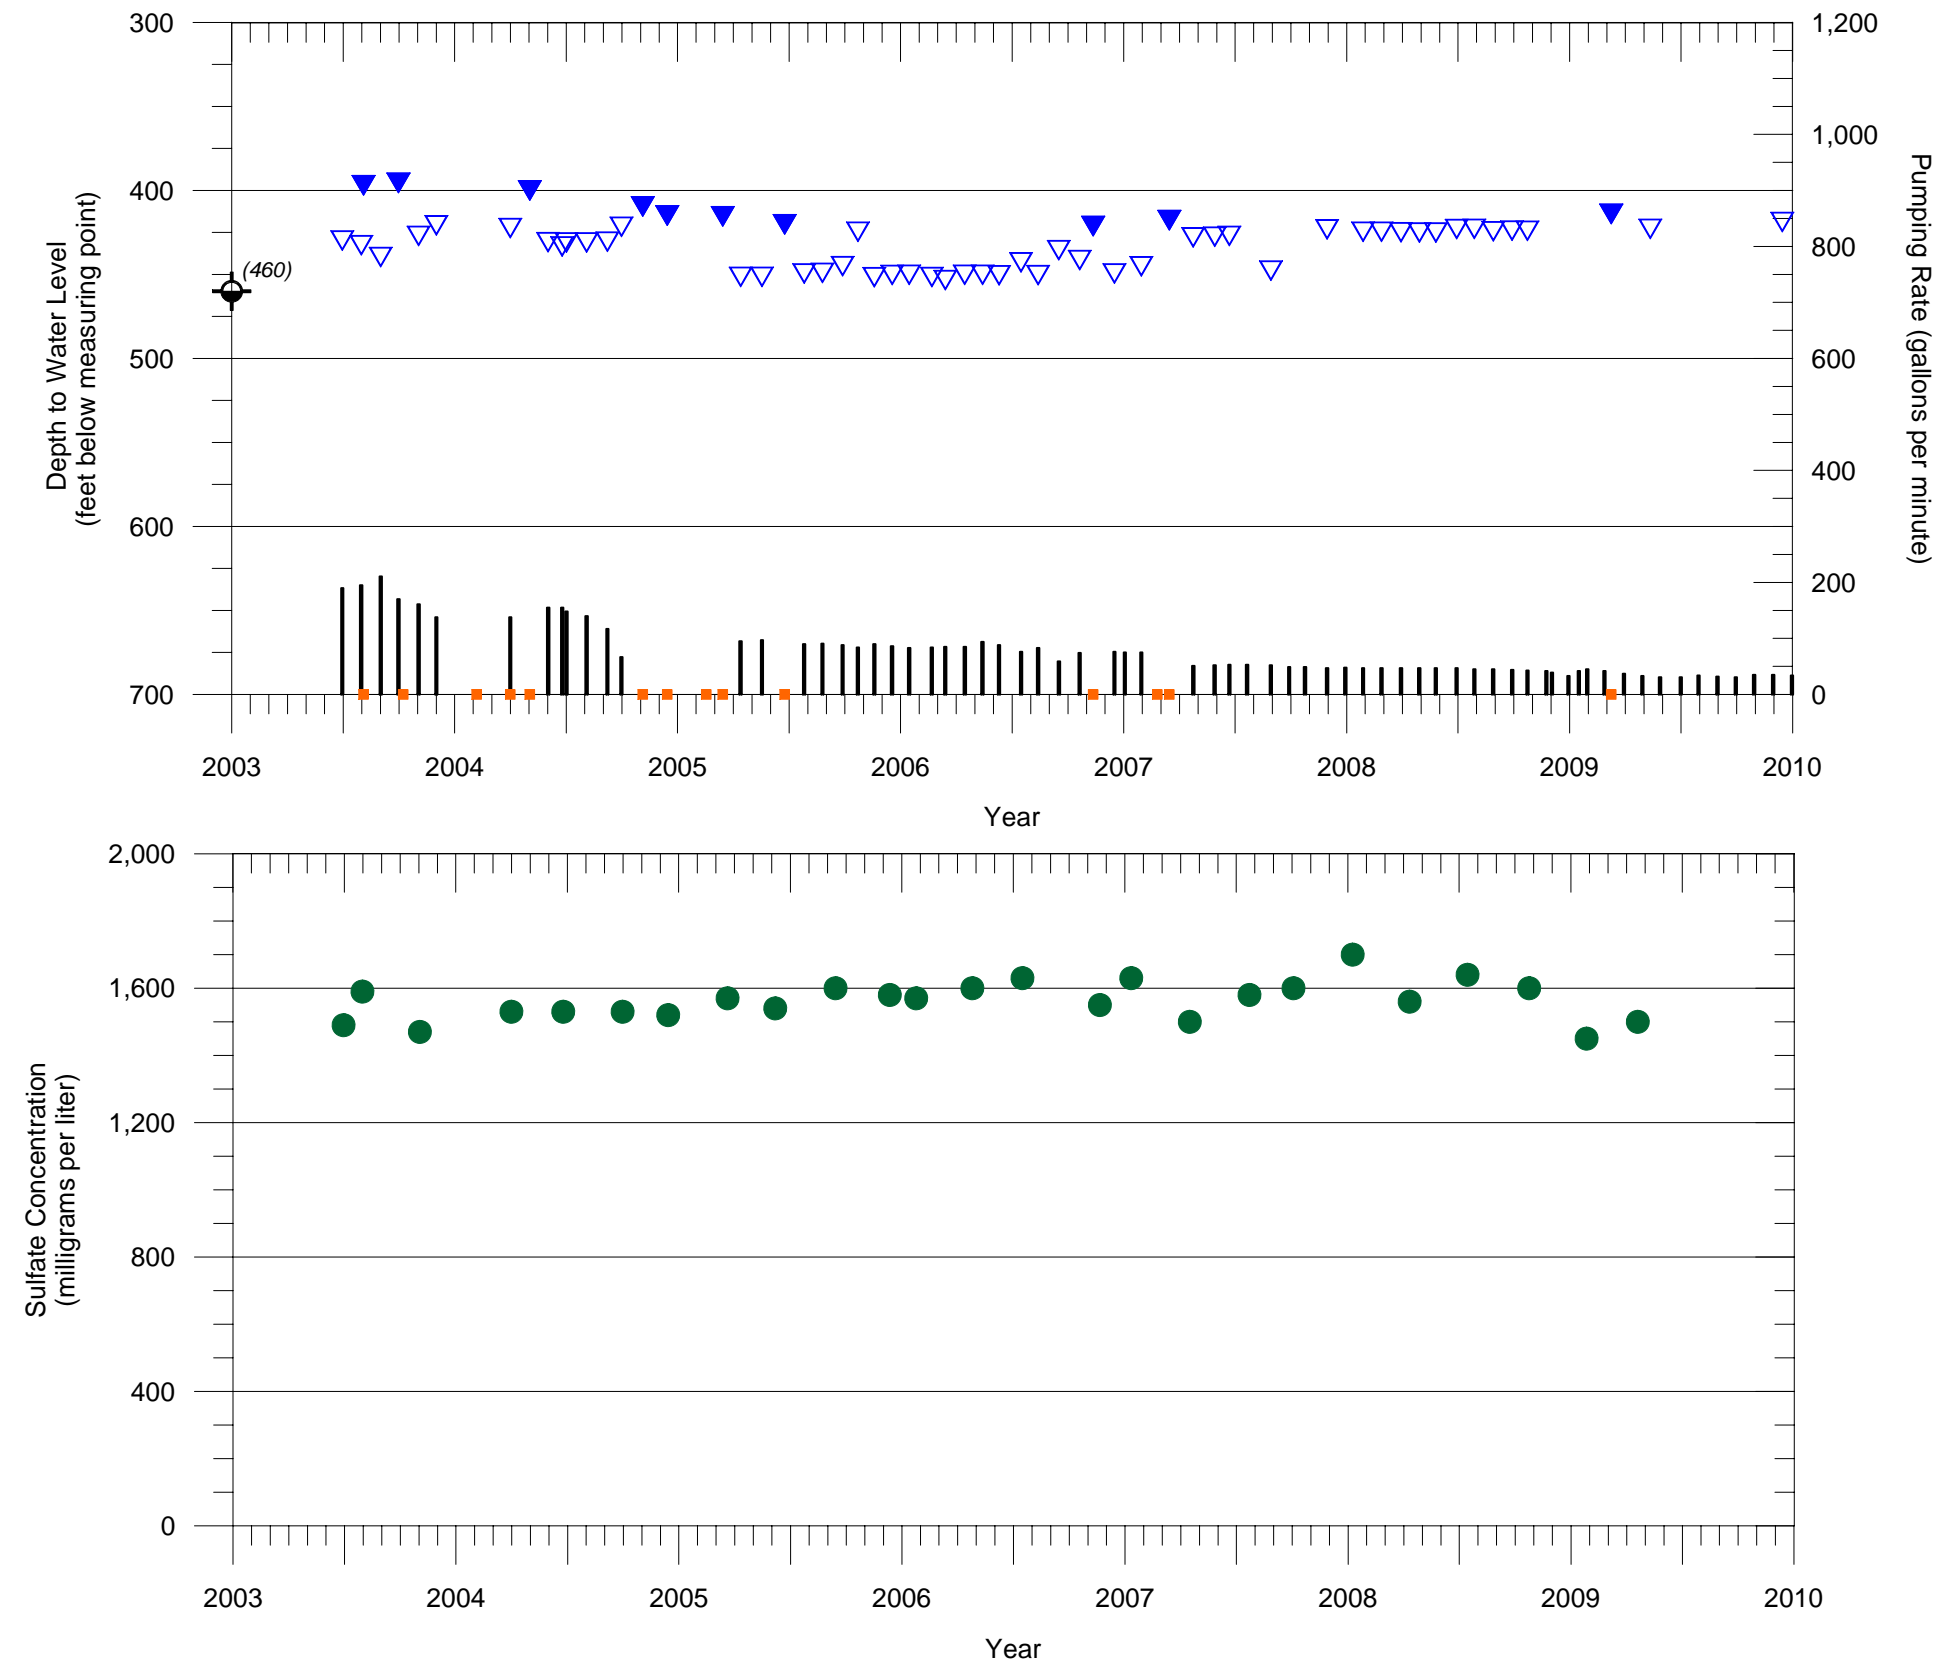 300
400
500
600
700
Depth to Water Level
(feet below measuring point)
(460)
1,200
1,000
800
600
400
200
0
Pumping Rate (gallons per minute)
2003 2004 2005 2006 2007 2008 2009 2010
Year
2,000
1,600
1,200
800
400
0
Sulfate Concentration
(milligrams per liter)
2003 2004 2005 2006 2007 2008 2009 2010
Year